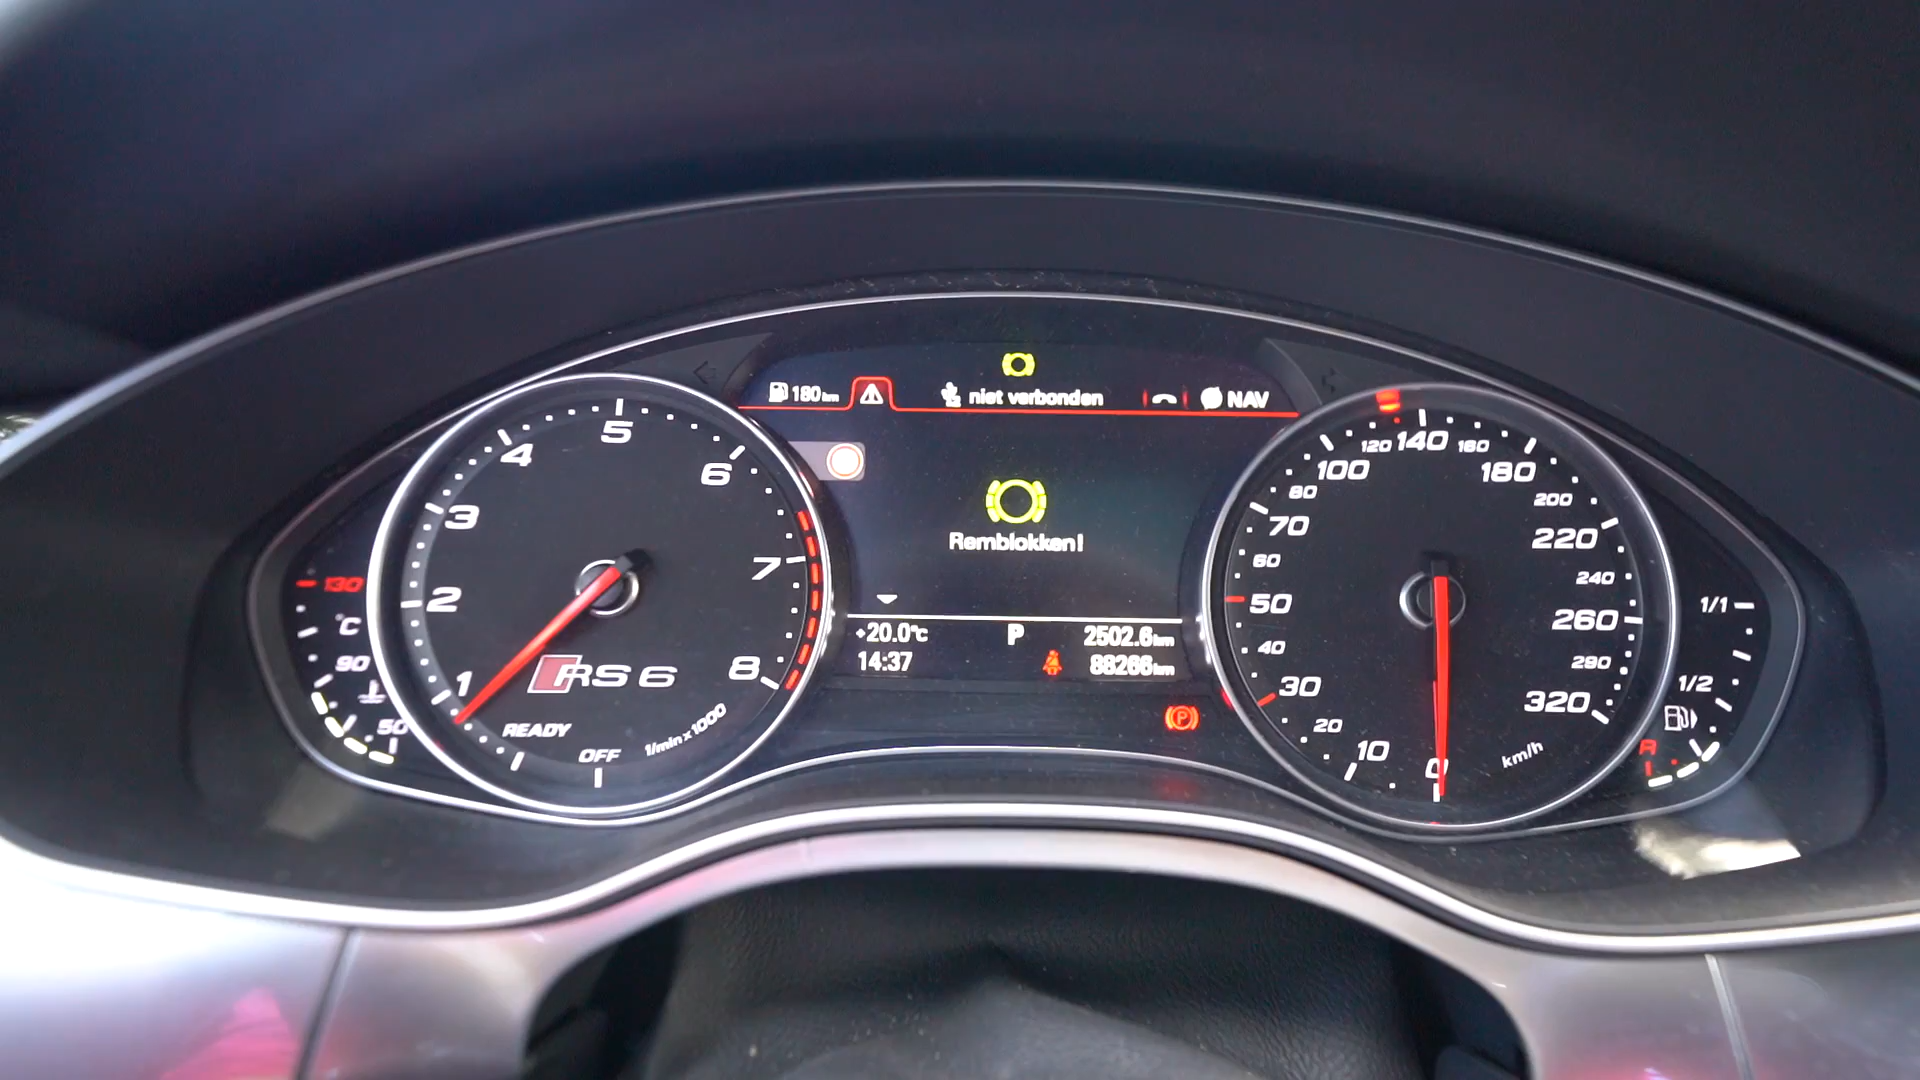 180 km
niet verbonden
NAV
Remblokken!
+20.0°C
P
2502.6 km
14:37
88266 km
1
2
3
4
5
6
7
8
RS 6
READY
OFF
1/min x 1000
130
°C
90
50
0
10
20
30
40
50
60
70
80
100
120
140
160
180
200
220
240
260
280
320
km/h
1/1
1/2
R
P